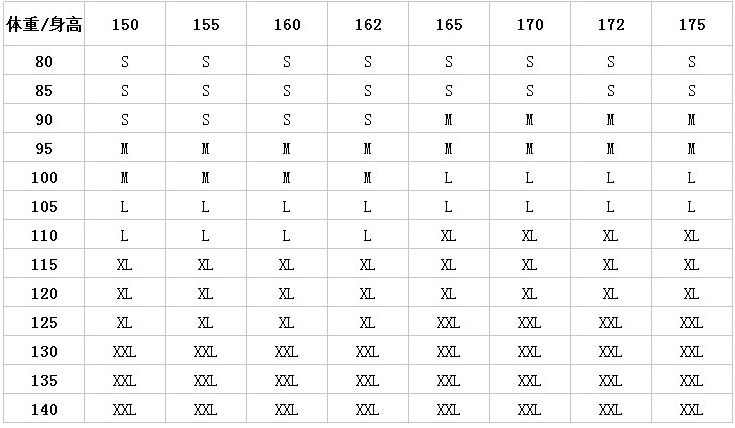 体重/身高 150 155 160 162 165 170 172 175
80 S S S S S S S S
85 S S S S S S S S
90 S S S S M M M M
95 M M M M M M M M
100 M M M M L L L L
105 L L L L L L L L
110 L L L L XL XL XL XL
115 XL XL XL XL XL XL XL XL
120 XL XL XL XL XL XL XL XL
125 XL XL XL XL XXL XXL XXL XXL
130 XXL XXL XXL XXL XXL XXL XXL XXL
135 XXL XXL XXL XXL XXL XXL XXL XXL
140 XXL XXL XXL XXL XXL XXL XXL XXL